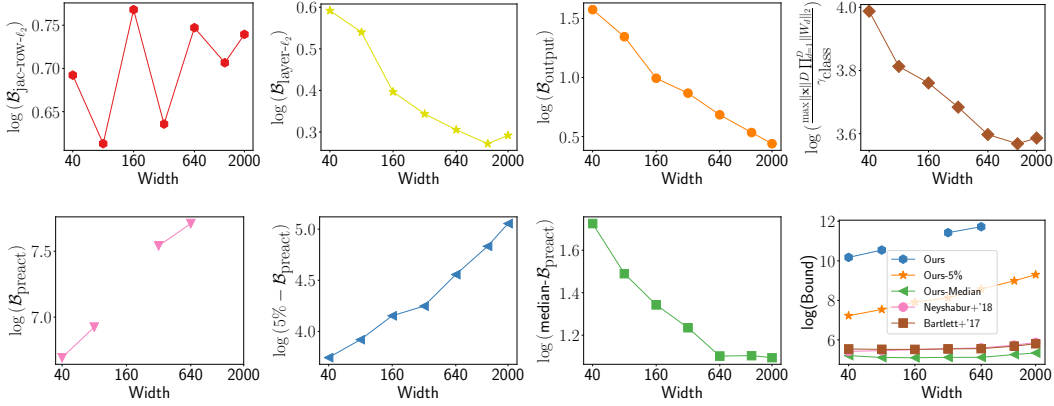 log (B_jac-row-ℓ2)
0.75
0.70
0.65
40 160 640 2000
Width
log (B_layer-ℓ2)
0.6
0.5
0.4
0.3
40 160 640 2000
Width
log (B_output)
1.5
1.0
0.5
40 160 640 2000
Width
log ( max ||x|| D ∏_{d=1}^{D} ||W_d||_2 / γ_class )
4.0
3.8
3.6
40 160 640 2000
Width
log (B_preact)
7.5
7.0
40 160 640 2000
Width
log (5% − B_preact)
5.0
4.5
4.0
40 160 640 2000
Width
log (median-B_preact)
1.6
1.4
1.2
40 160 640 2000
Width
log(Bound)
12
10
8
6
Ours
Ours-5%
Ours-Median
Neyshabur+'18
Bartlett+'17
40 160 640 2000
Width